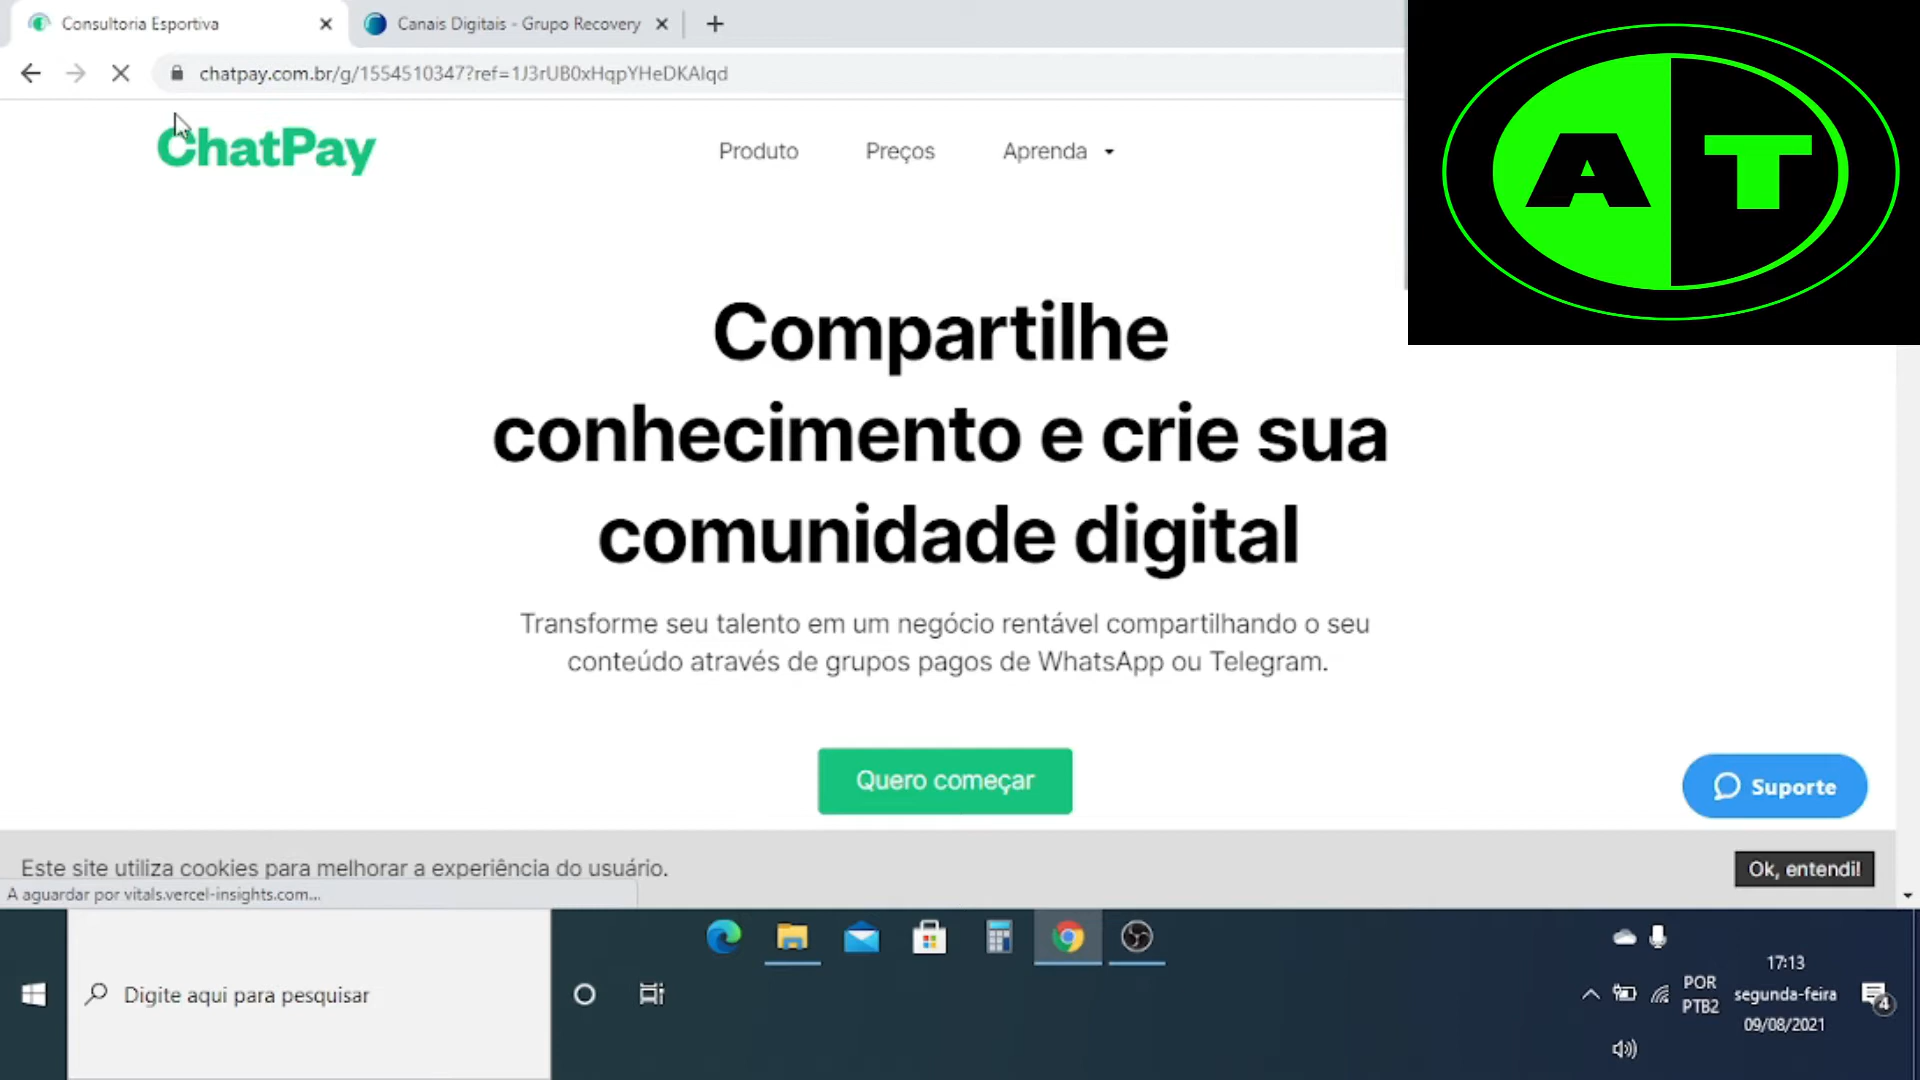 Consultoria Esportiva
Canais Digitais - Grupo Recovery
chatpay.com.br/g/1554510347?ref=1J3rUB0xHqpYHeDKAlqd
ChatPay
Produto
Preços
Aprenda
AT
Compartilhe
conhecimento e crie sua
comunidade digital
Transforme seu talento em um negócio rentável compartilhando o seu
conteúdo através de grupos pagos de WhatsApp ou Telegram.
Quero começar
Suporte
Este site utiliza cookies para melhorar a experiência do usuário.
Ok, entendi!
A aguardar por vitals.vercel-insights.com...
Digite aqui para pesquisar
POR
PTB2
17:13
segunda-feira
09/08/2021
4